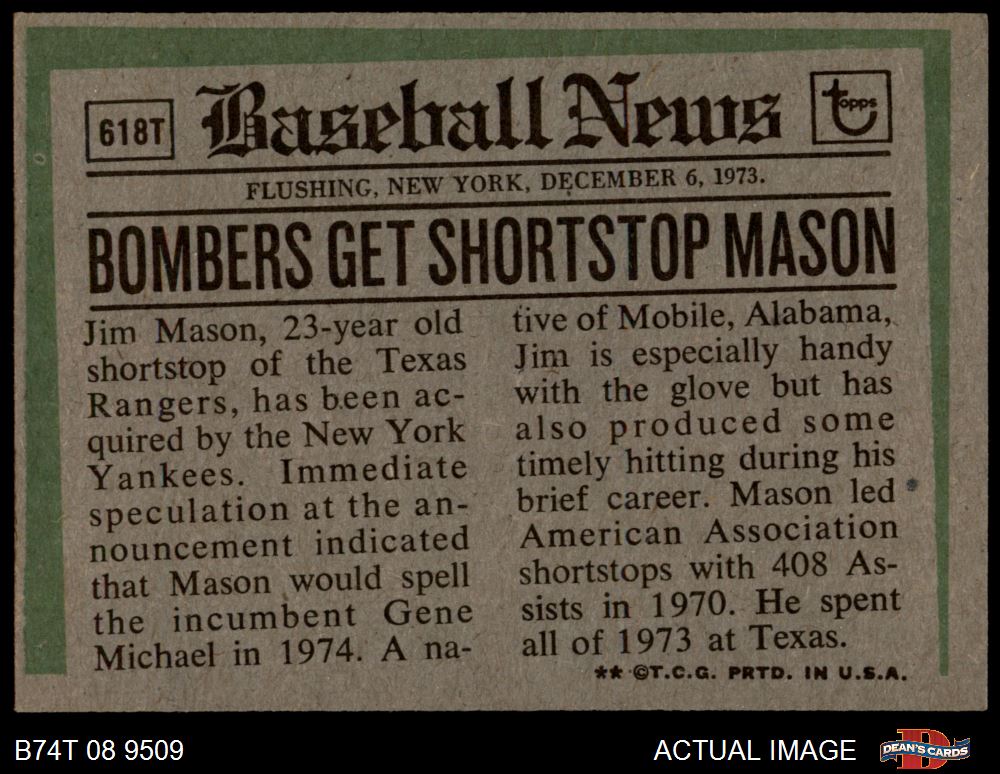 618T Baseball News topps
FLUSHING, NEW YORK, DECEMBER 6, 1973.
BOMBERS GET SHORTSTOP MASON
Jim Mason, 23-year old
shortstop of the Texas
Rangers, has been ac-
quired by the New York
Yankees. Immediate
speculation at the an-
nouncement indicated
that Mason would spell
the incumbent Gene
Michael in 1974. A na-
tive of Mobile, Alabama,
Jim is especially handy
with the glove but has
also produced some
timely hitting during his
brief career. Mason led
American Association
shortstops with 408 As-
sists in 1970. He spent
all of 1973 at Texas.
** ©T.C.G. PRTD. IN U.S.A.
B74T 08 9509 ACTUAL IMAGE DEAN'S CARDS